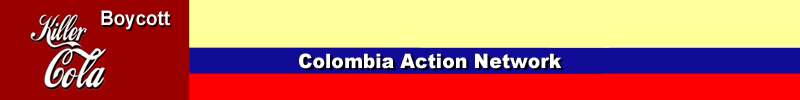 Boycott
Killer
Cola
Colombia Action Network